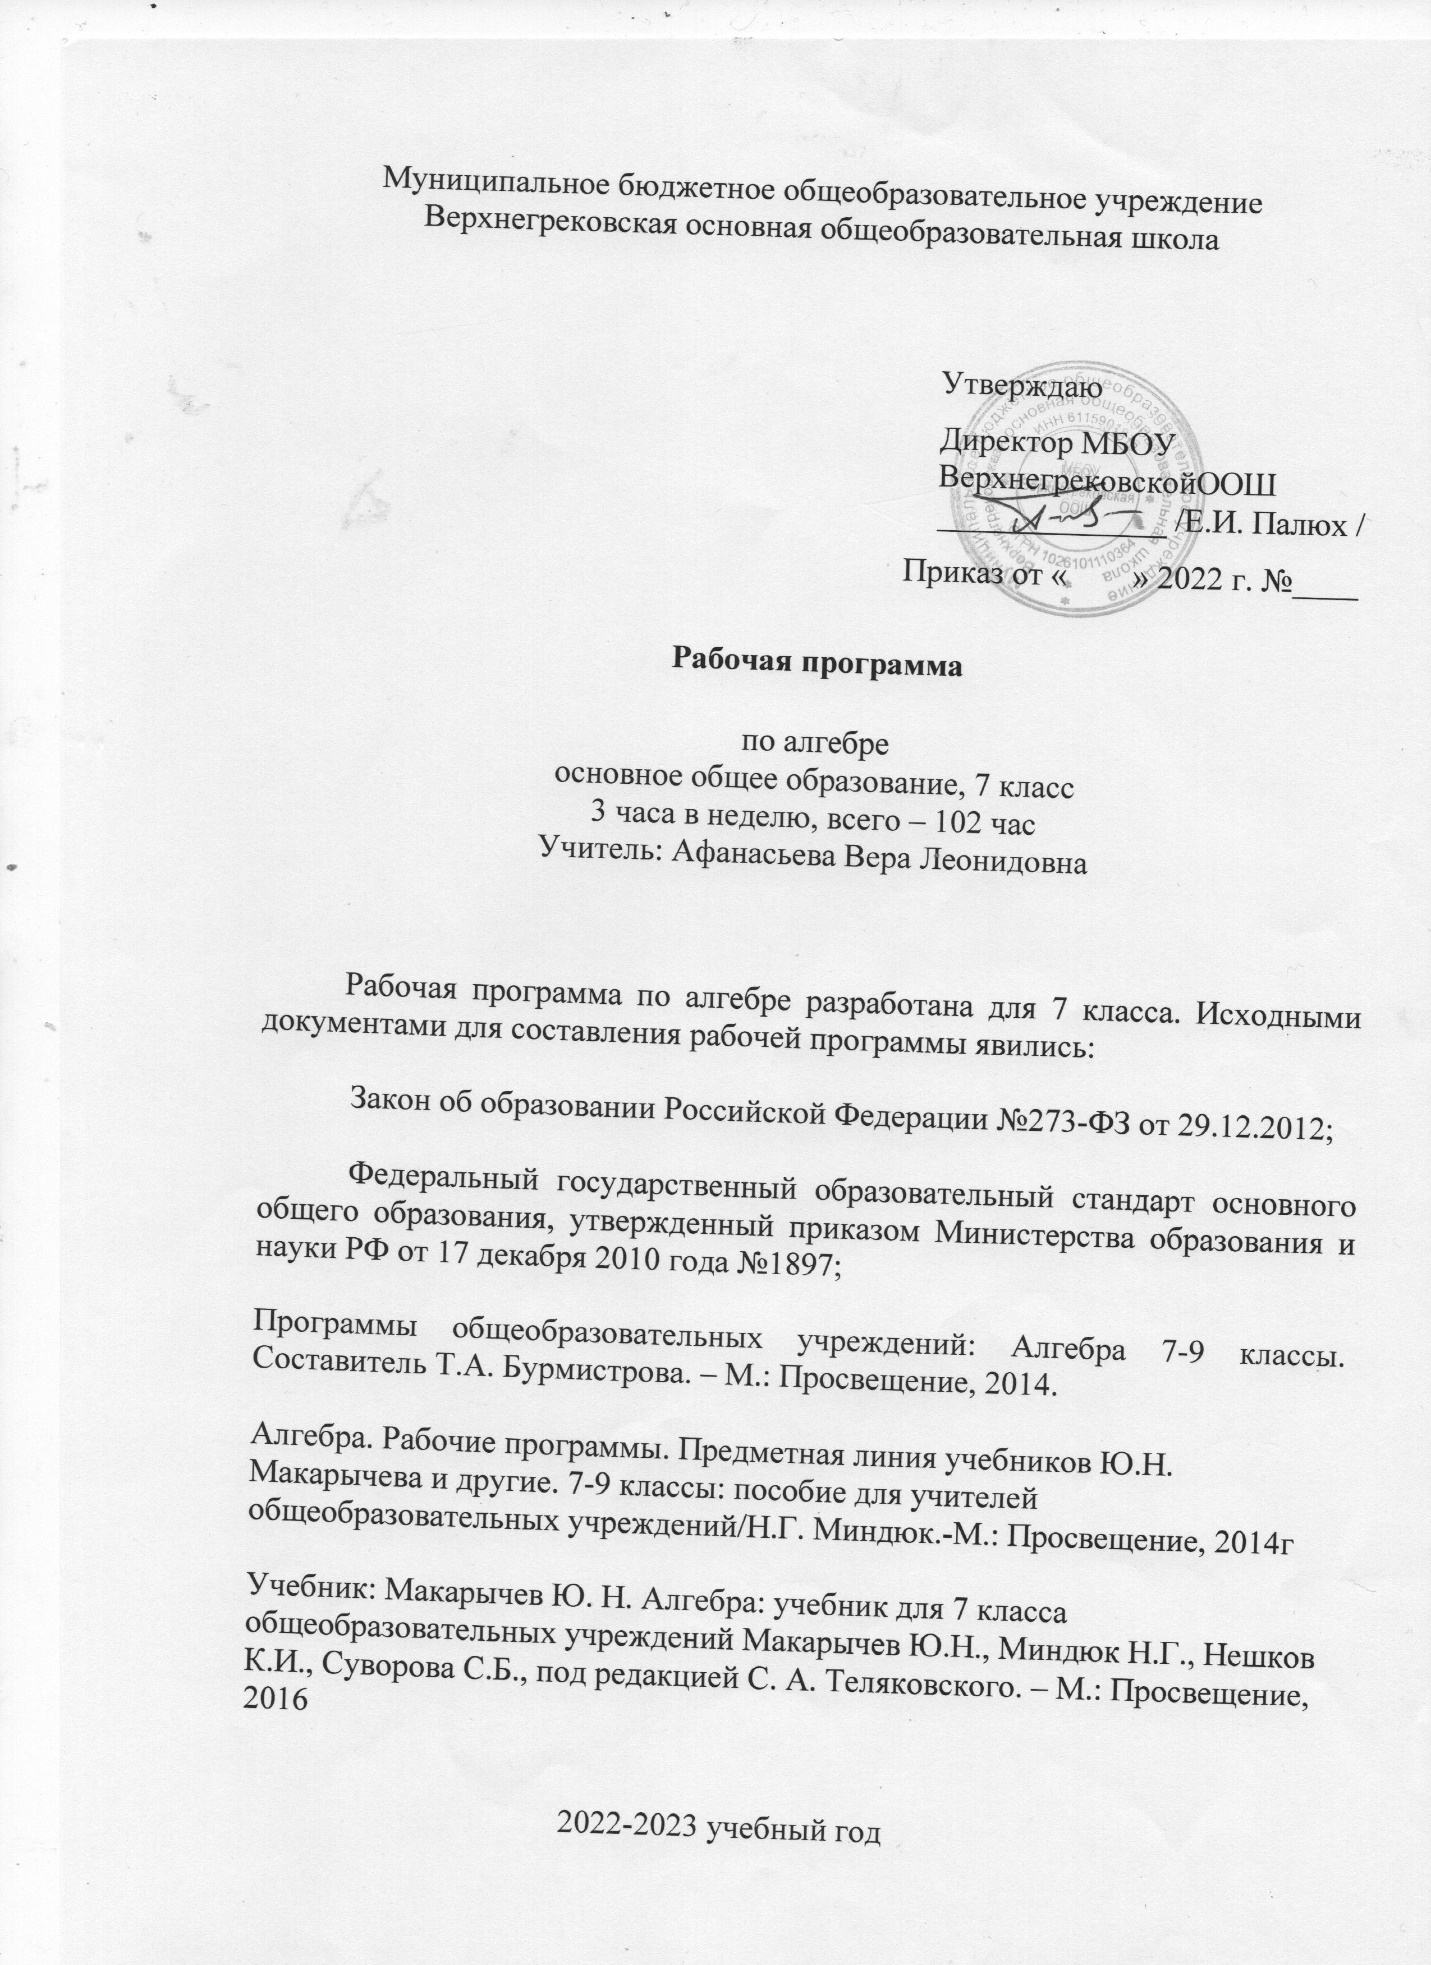 Муниципальное бюджетное общеобразовательное учреждение
Верхнегрековская основная общеобразовательная школа
Утверждаю
Директор МБОУ
ВерхнегрековскойООШ
______________ /Е.И. Палюх /
Приказ от « » 2022 г. №____
МБОУ
ООШ
ОГРН 1026101110364
Рабочая программа
по алгебре
основное общее образование, 7 класс
3 часа в неделю, всего – 102 час
Учитель: Афанасьева Вера Леонидовна
Рабочая программа по алгебре разработана для 7 класса. Исходными
документами для составления рабочей программы явились:
Закон об образовании Российской Федерации №273-ФЗ от 29.12.2012;
Федеральный государственный образовательный стандарт основного
общего образования, утвержденный приказом Министерства образования и
науки РФ от 17 декабря 2010 года №1897;
Программы общеобразовательных учреждений: Алгебра 7-9 классы.
Составитель Т.А. Бурмистрова. – М.: Просвещение, 2014.
Алгебра. Рабочие программы. Предметная линия учебников Ю.Н.
Макарычева и другие. 7-9 классы: пособие для учителей
общеобразовательных учреждений/Н.Г. Миндюк.-М.: Просвещение, 2014г
Учебник: Макарычев Ю. Н. Алгебра: учебник для 7 класса
общеобразовательных учреждений Макарычев Ю.Н., Миндюк Н.Г., Нешков
К.И., Суворова С.Б., под редакцией С. А. Теляковского. – М.: Просвещение,
2016
2022-2023 учебный год